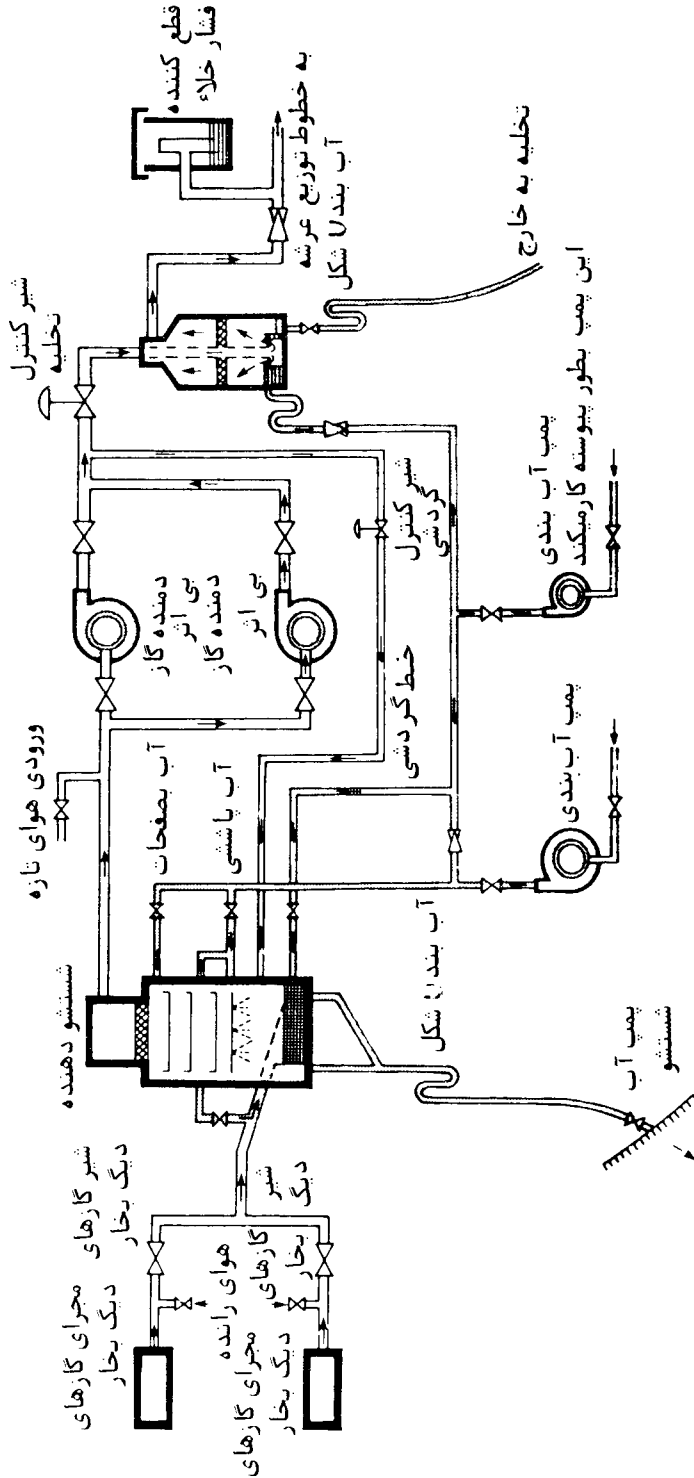 قطع کننده
فشار خلاء
به خطوط توزیع عرشه
آب بند U شکل
تخلیه به خارج
شیر کنترل
تخلیه
شیر کنترل
گردشی
پمپ آب بندی
این پمپ بطور پیوسته کارمیکند
دمنده گاز
بی اثر
دمنده گاز
بی اثر
خط گردشی
پمپ آب بندی
ورودی هوای تازه
آب بصفحات
آب پاشی
آب بند U شکل
شستشو دهنده
پمپ آب
شستشو
شیر گازهای
دیگ بخار
مجرای گازهای
دیگ بخار
هوای رانده
شیر
دیگ
گازهای
بخار
مجرای گازهای
دیگ بخار